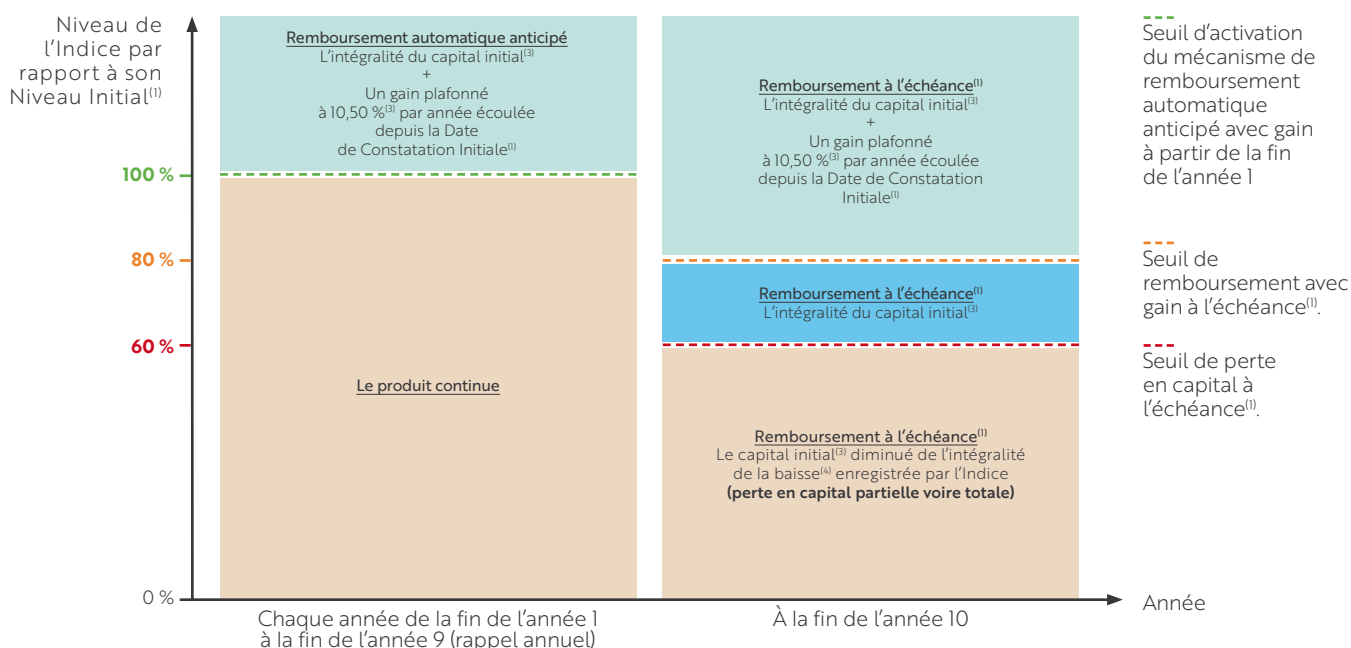 Niveau de
l'Indice par
rapport à son
Niveau Initial(1)
Remboursement automatique anticipé
L'intégralité du capital initial(3)
+
Un gain plafonné
à 10,50 %(3) par année écoulée
depuis la Date
de Constatation Initiale(1)
Remboursement à l'échéance(1)
L'intégralité du capital initial(3)
+
Un gain plafonné
à 10,50 %(3) par année écoulée
depuis la Date de Constatation
Initiale(1)
Seuil d'activation
du mécanisme de
remboursement
automatique
anticipé avec gain
à partir de la fin
de l'année 1
100 %
80 %
Seuil de
remboursement avec
gain à l'échéance(1).
Remboursement à l'échéance(1)
L'intégralité du capital initial(3)
60 %
Seuil de perte
en capital à
l'échéance(1).
Le produit continue
Remboursement à l'échéance(1)
Le capital initial(3) diminué de l'intégralité
de la baisse(4) enregistrée par l'Indice
(perte en capital partielle voire totale)
0 %
Année
Chaque année de la fin de l'année 1
à la fin de l'année 9 (rappel annuel)
À la fin de l'année 10